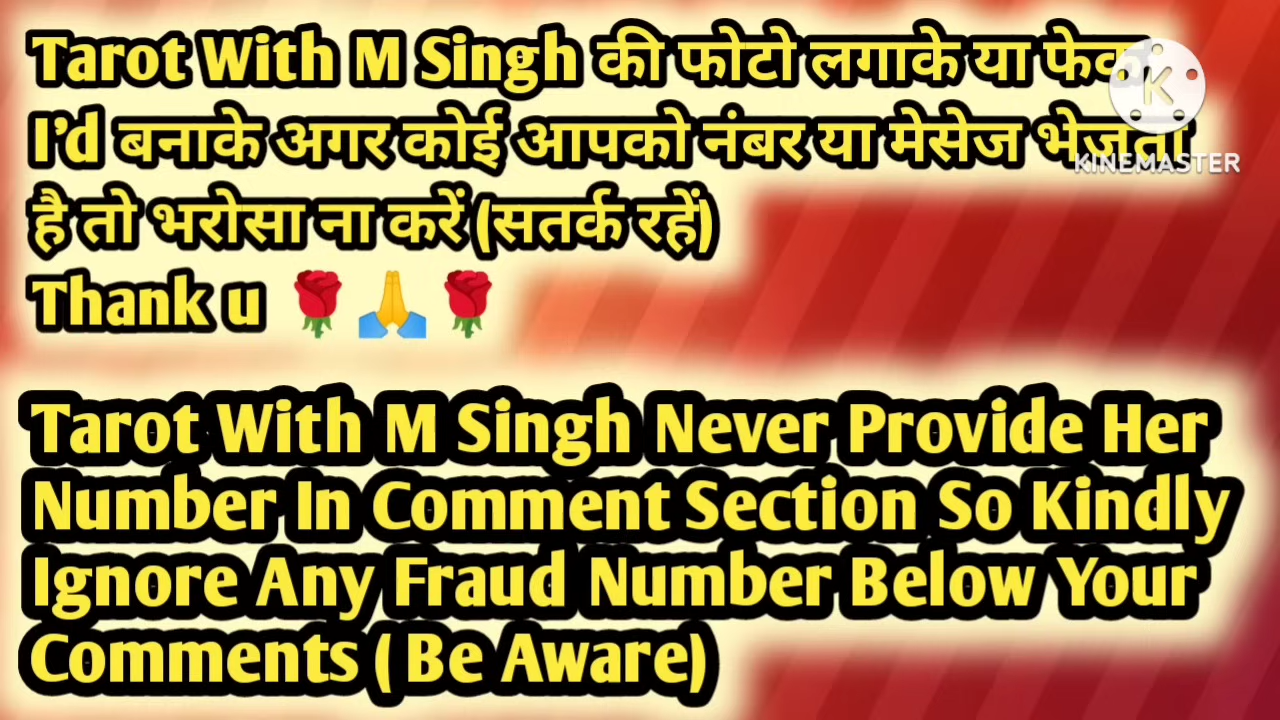 Tarot With M Singh की फोटो लगाके या
I'd बनाके अगर कोई आपको नंबर या मेसेज भेजता
है तो भरोसा ना करें (सतर्क रहें)
Thank u 🌹🙏🌹
Tarot With M Singh Never Provide Her
Number In Comment Section So Kindly
Ignore Any Fraud Number Below Your
Comments ( Be Aware)
K
KINEMASTER